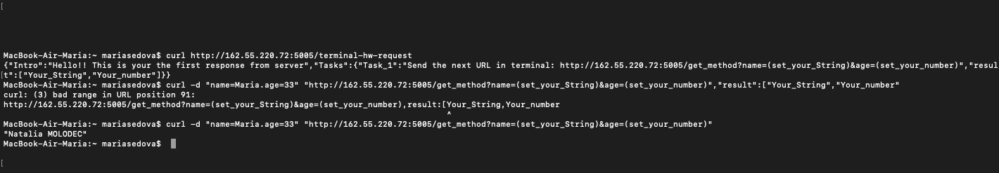 [
MacBook-Air-Maria:~ mariasedova$ curl http://162.55.220.72:5005/terminal-hw-request
{"Intro":"Hello!! This is your the first response from server","Tasks":{"Task_1":"Send the next URL in terminal: http://162.55.220.72:5005/get_method?name=(set_your_String)&age=(set_your_number)","resul
[t":["Your_String","Your_number"]}}
MacBook-Air-Maria:~ mariasedova$ curl -d "name=Maria.age=33" "http://162.55.220.72:5005/get_method?name=(set_your_String)&age=(set_your_number)","result":["Your_String","Your_number"
curl: (3) bad range in URL position 91:
http://162.55.220.72:5005/get_method?name=(set_your_String)&age=(set_your_number),result:[Your_String,Your_number
^
MacBook-Air-Maria:~ mariasedova$ curl -d "name=Maria.age=33" "http://162.55.220.72:5005/get_method?name=(set_your_String)&age=(set_your_number)"
"Natalia MOLODEC"
MacBook-Air-Maria:~ mariasedova$
[